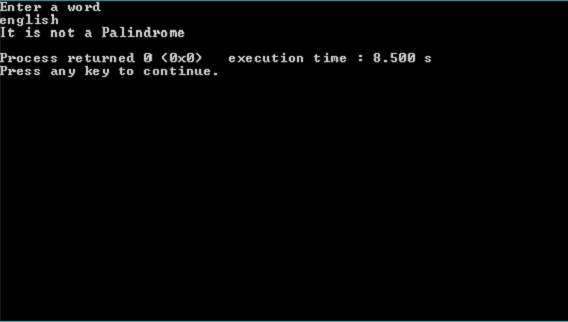 Enter a word
english
It is not a Palindrome
Process returned 0 (0x0)   execution time : 8.500 s
Press any key to continue.